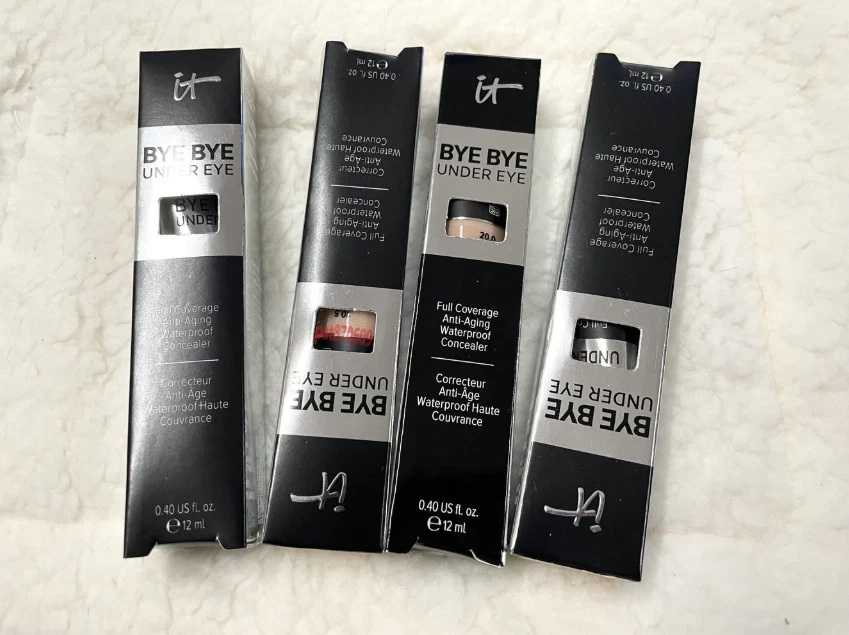 it
BYE BYE
UNDER EYE
BYE
UNDER
Full Coverage
Anti-Aging
Waterproof
Concealer
Correcteur
Anti-Âge
Waterproof Haute
Couvrance
0.40 US fl. oz.
e 12 ml
it
BYE BYE
UNDER EYE
Full Coverage
Anti-Aging
Waterproof
Concealer
Correcteur
Anti-Âge
Waterproof Haute
Couvrance
0.40 US fl. oz.
e 12 ml
it
BYE BYE
UNDER EYE
20.0
Full Coverage
Anti-Aging
Waterproof
Concealer
Correcteur
Anti-Âge
Waterproof Haute
Couvrance
0.40 US fl. oz.
e 12 ml
it
BYE BYE
UNDER EYE
UNDER
Full Coverage
Anti-Aging
Waterproof
Concealer
Correcteur
Anti-Âge
Waterproof Haute
Couvrance
0.40 US fl. oz.
e 12 ml